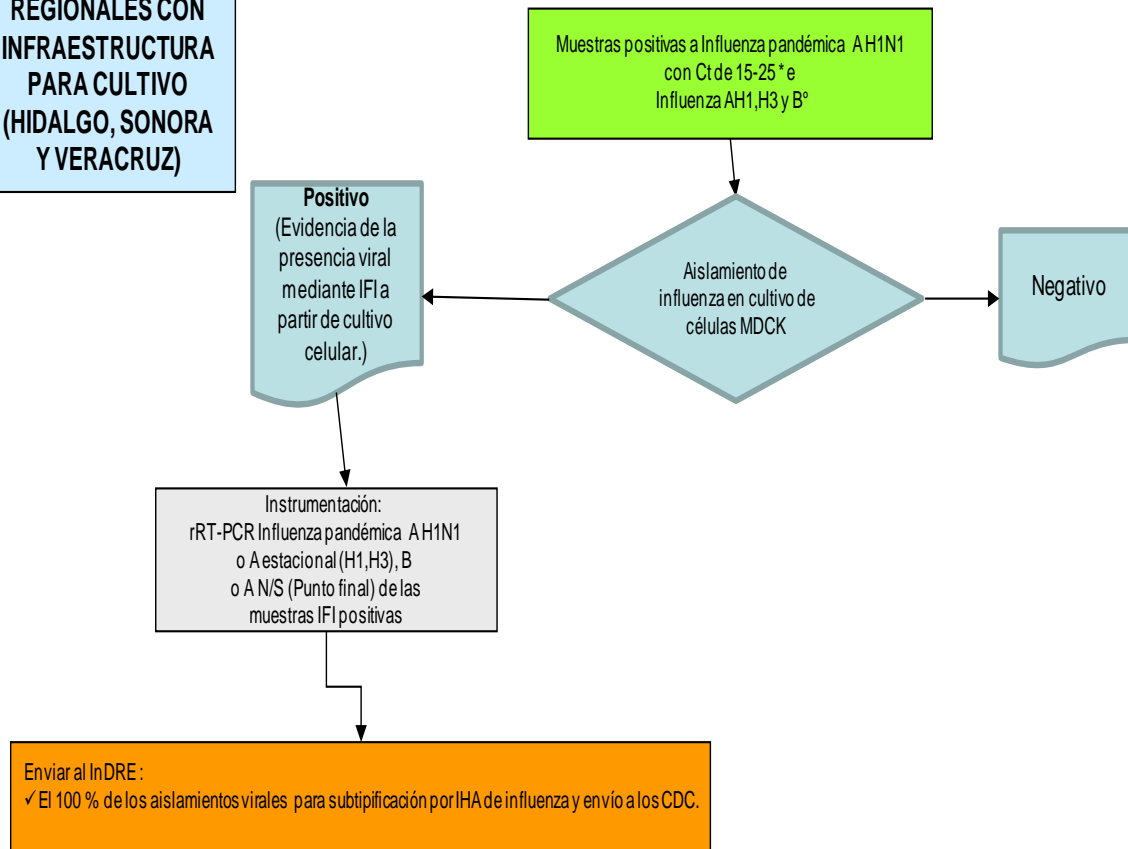 REGIONALES CON
INFRAESTRUCTURA
PARA CULTIVO
(HIDALGO, SONORA
Y VERACRUZ)
Muestras positivas a Influenza pandémica A H1N1
con Ct de 15-25 * e
Influenza AH1,H3 y B°
Positivo
(Evidencia de la
presencia viral
mediante IFI a
partir de cultivo
celular.)
Aislamiento de
influenza en cultivo de
células MDCK
Negativo
Instrumentación:
rRT-PCR Influenza pandémica A H1N1
o A estacional (H1,H3), B
o A N/S (Punto final) de las
muestras IFI positivas
Enviar al InDRE :
✓El 100 % de los aislamientos virales para subtipificación por IHA de influenza y envío a los CDC.